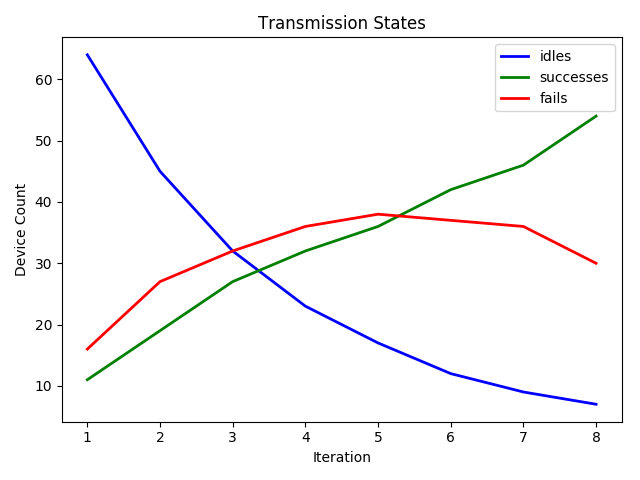 Transmission States
idles
successes
fails
60
50
40
30
20
10
Device Count
1 2 3 4 5 6 7 8
Iteration